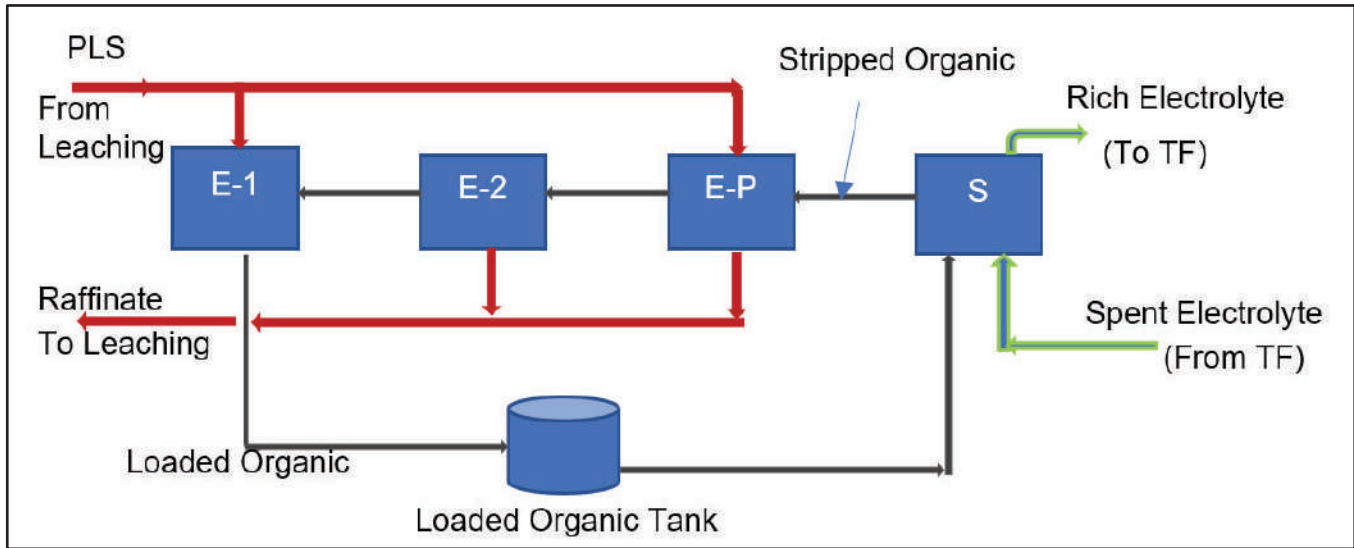 PLS
From
Leaching
Stripped Organic
Rich Electrolyte
(To TF)
E-1
E-2
E-P
S
Raffinate
To Leaching
Spent Electrolyte
(From TF)
Loaded Organic
Loaded Organic Tank